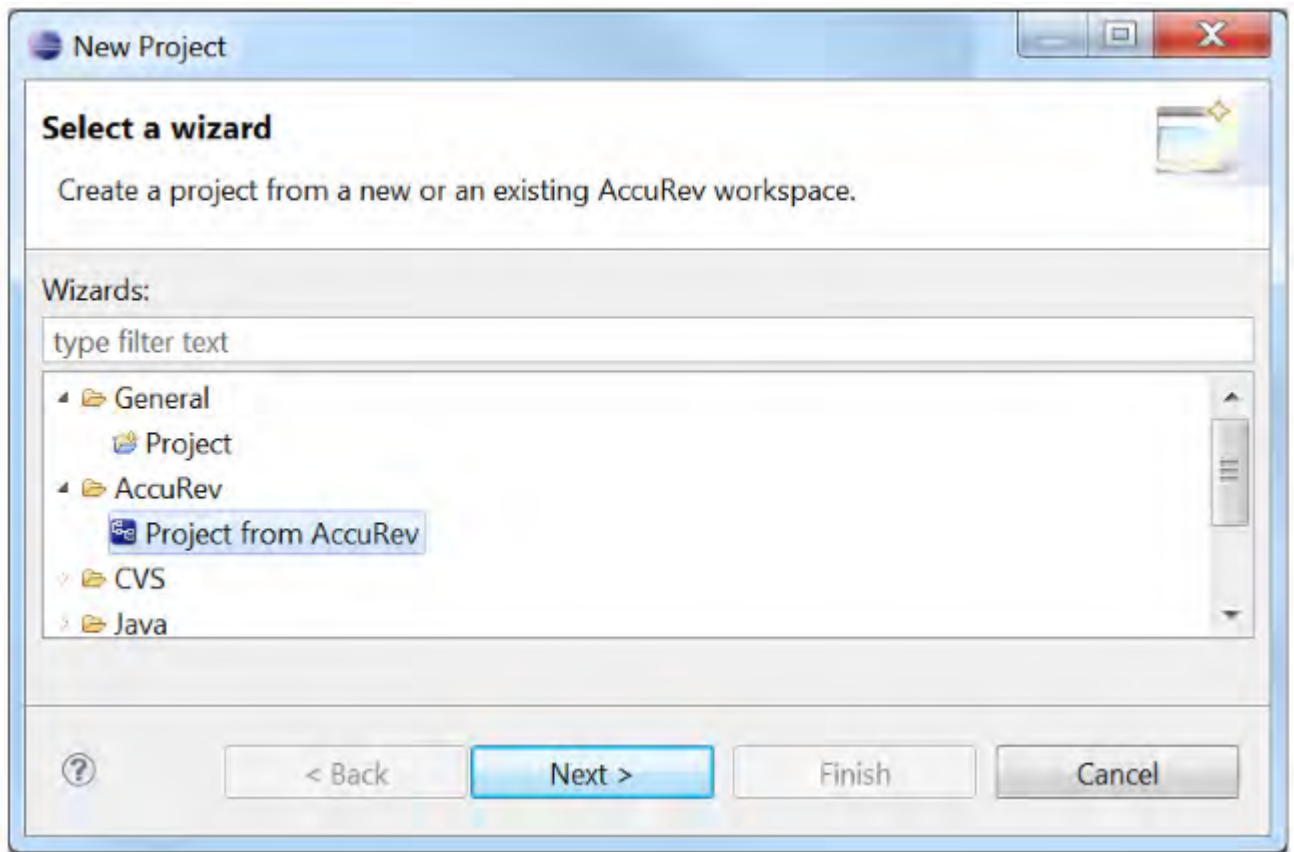 New Project
Select a wizard
Create a project from a new or an existing AccuRev workspace.
Wizards:
type filter text
General
Project
AccuRev
Project from AccuRev
CVS
Java
?
< Back
Next >
Finish
Cancel